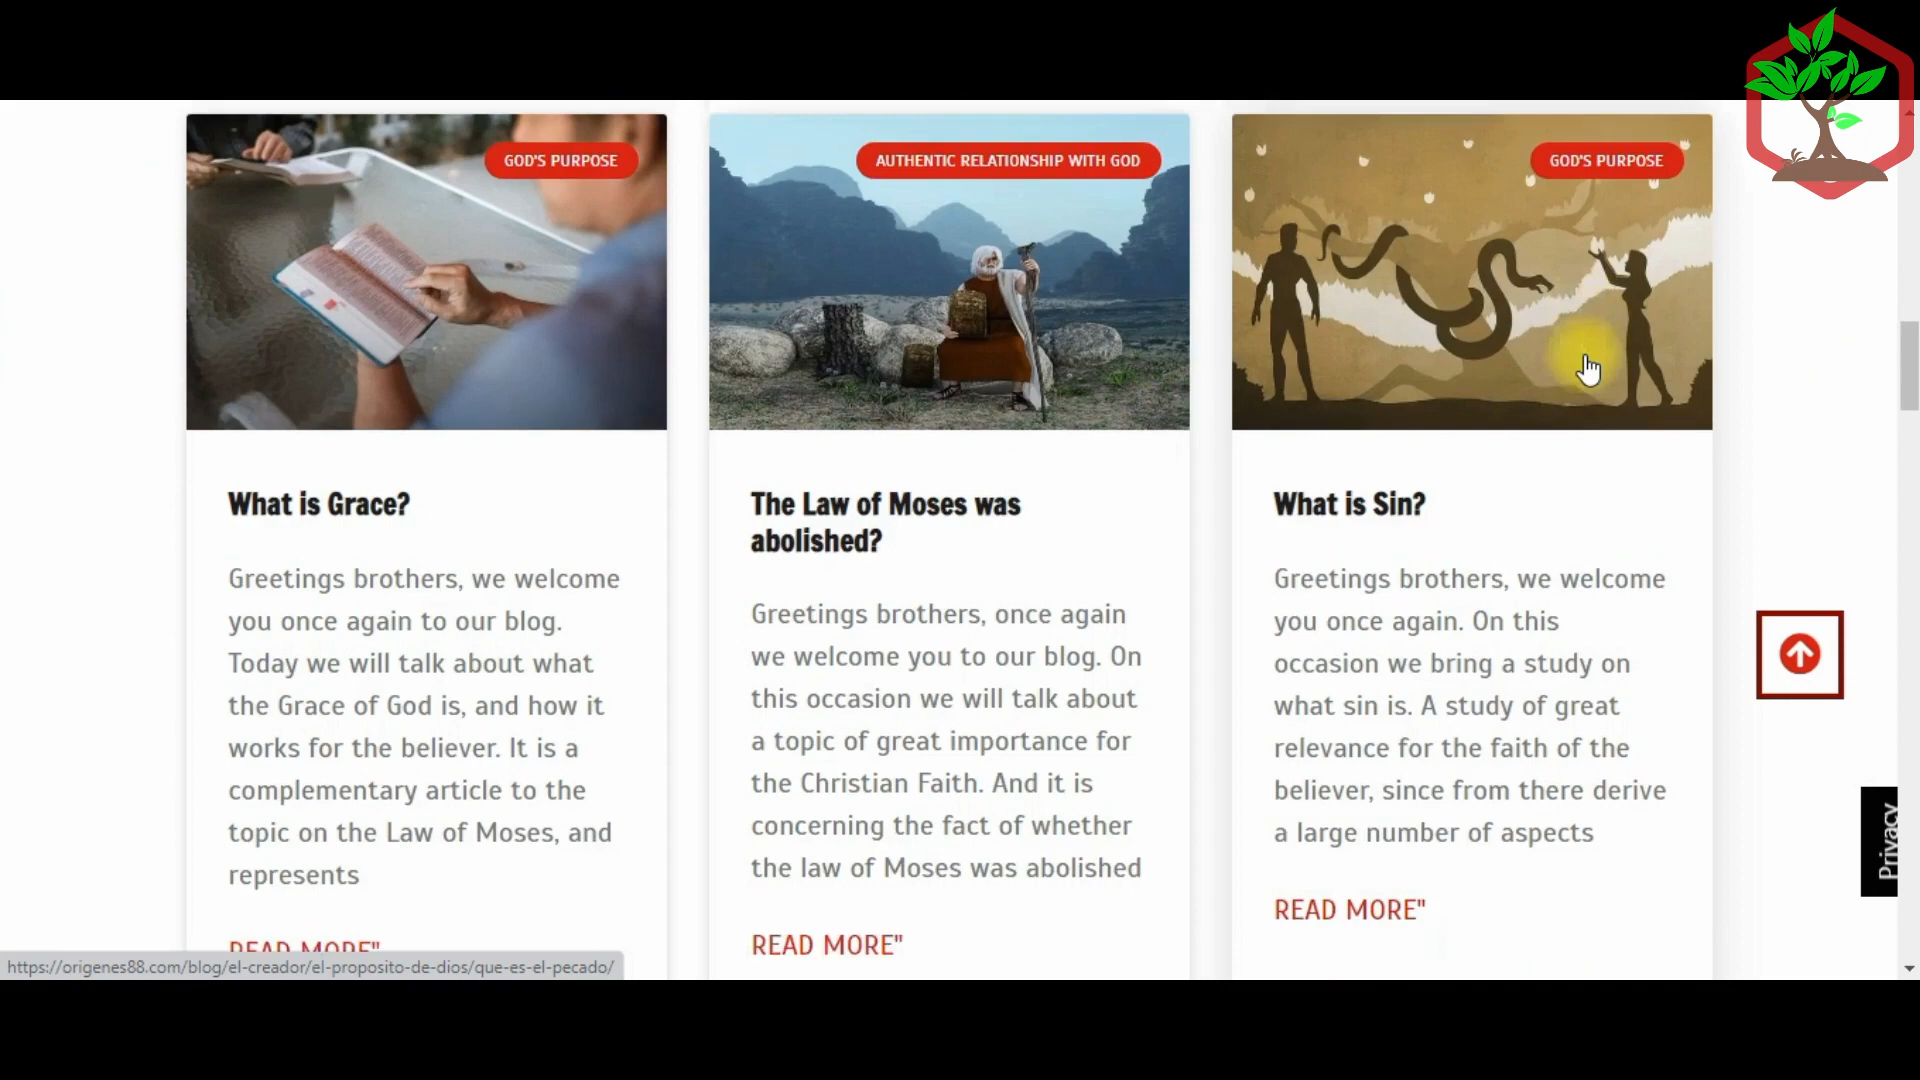 GOD'S PURPOSE
What is Grace?
Greetings brothers, we welcome
you once again to our blog.
Today we will talk about what
the Grace of God is, and how it
works for the believer. It is a
complementary article to the
topic on the Law of Moses, and
represents
READ MORE"
AUTHENTIC RELATIONSHIP WITH GOD
The Law of Moses was
abolished?
Greetings brothers, once again
we welcome you to our blog. On
this occasion we will talk about
a topic of great importance for
the Christian Faith. And it is
concerning the fact of whether
the law of Moses was abolished
READ MORE"
GOD'S PURPOSE
What is Sin?
Greetings brothers, we welcome
you once again. On this
occasion we bring a study on
what sin is. A study of great
relevance for the faith of the
believer, since from there derive
a large number of aspects
READ MORE"
Privacy
https://origenes88.com/blog/el-creador/el-proposito-de-dios/que-es-el-pecado/